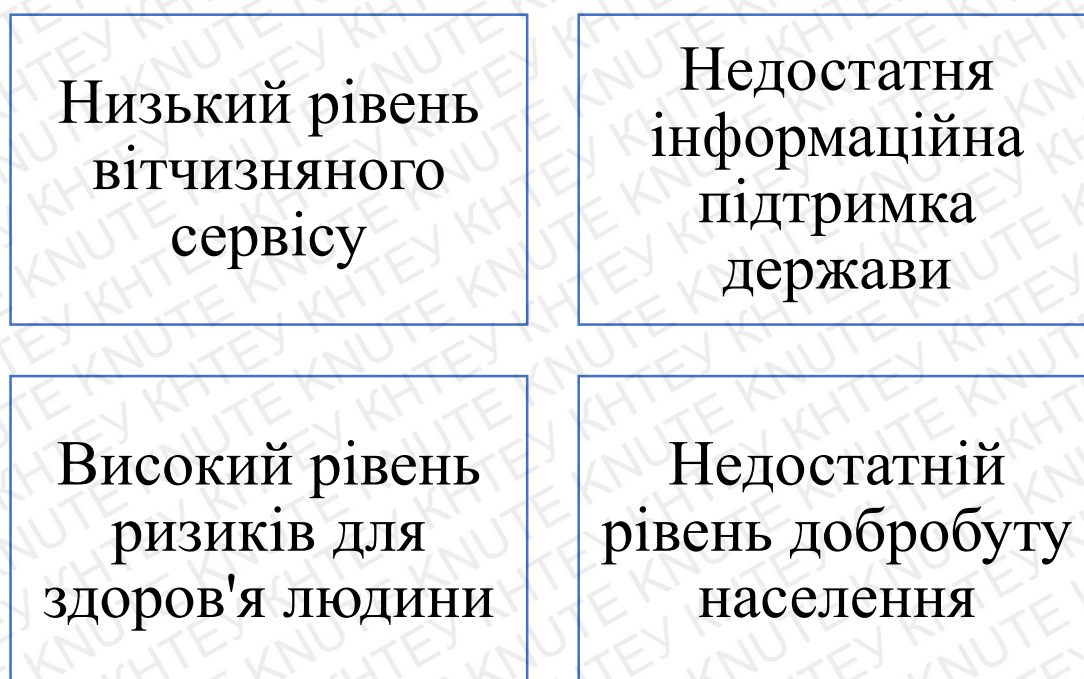 Низький рівень
вітчизняного
сервісу
Недостатня
інформаційна
підтримка
держави
Високий рівень
ризиків для
здоров'я людини
Недостатній
рівень добробуту
населення